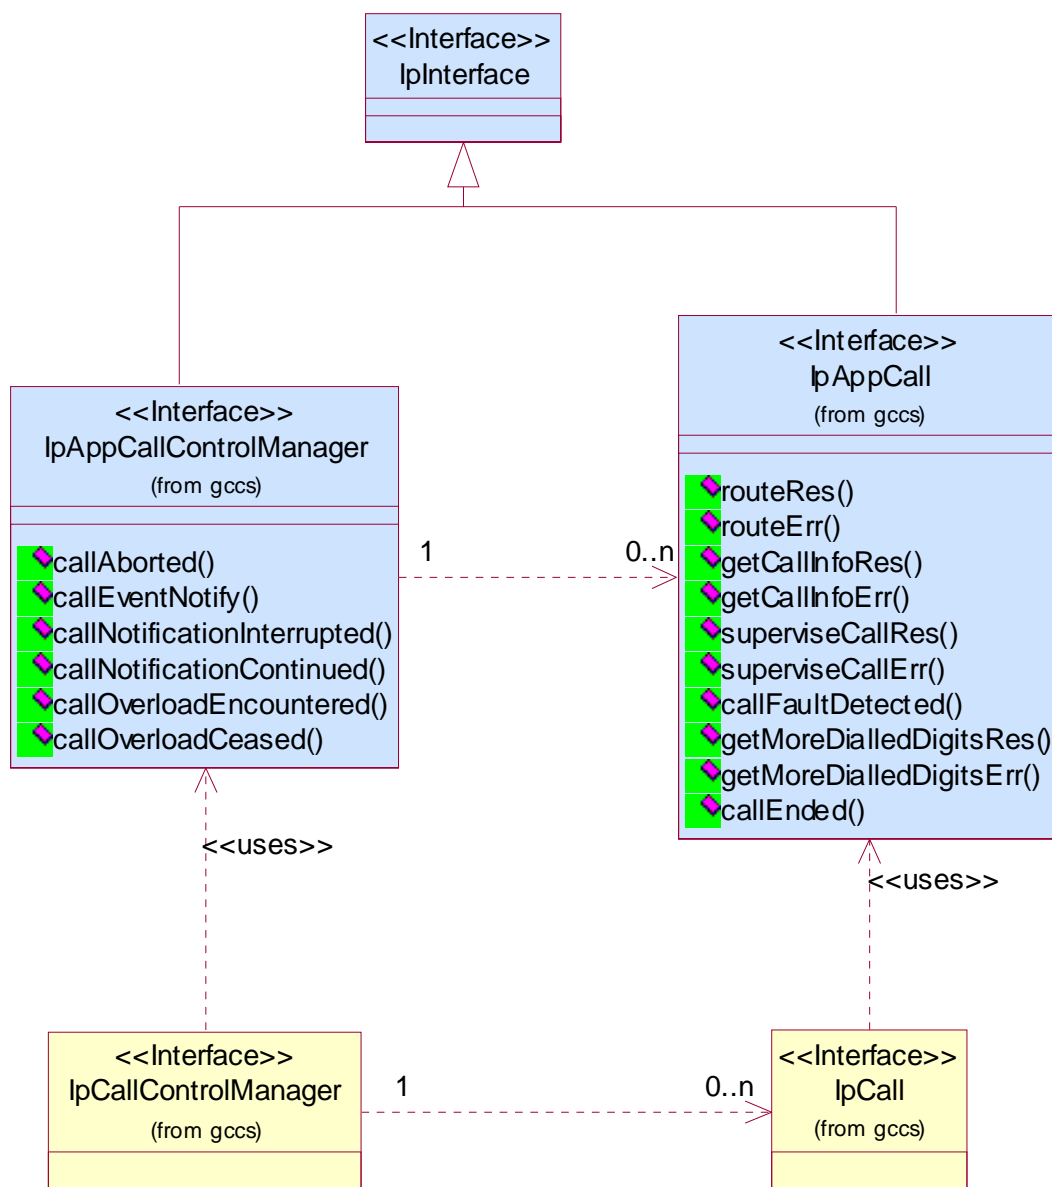 <<Interface>>
IpInterface
<<Interface>>
IpAppCall
(from gccs)
routeRes()
routeErr()
getCallInfoRes()
getCallInfoErr()
superviseCallRes()
superviseCallErr()
callFaultDetected()
getMoreDialledDigitsRes()
getMoreDialledDigitsErr()
callEnded()
<<Interface>>
IpAppCallControlManager
(from gccs)
callAborted()
callEventNotify()
callNotificationInterrupted()
callNotificationContinued()
callOverloadEncountered()
callOverloadCeased()
1
0..n
<<uses>>
<<uses>>
<<Interface>>
IpCallControlManager
(from gccs)
1
0..n
<<Interface>>
IpCall
(from gccs)